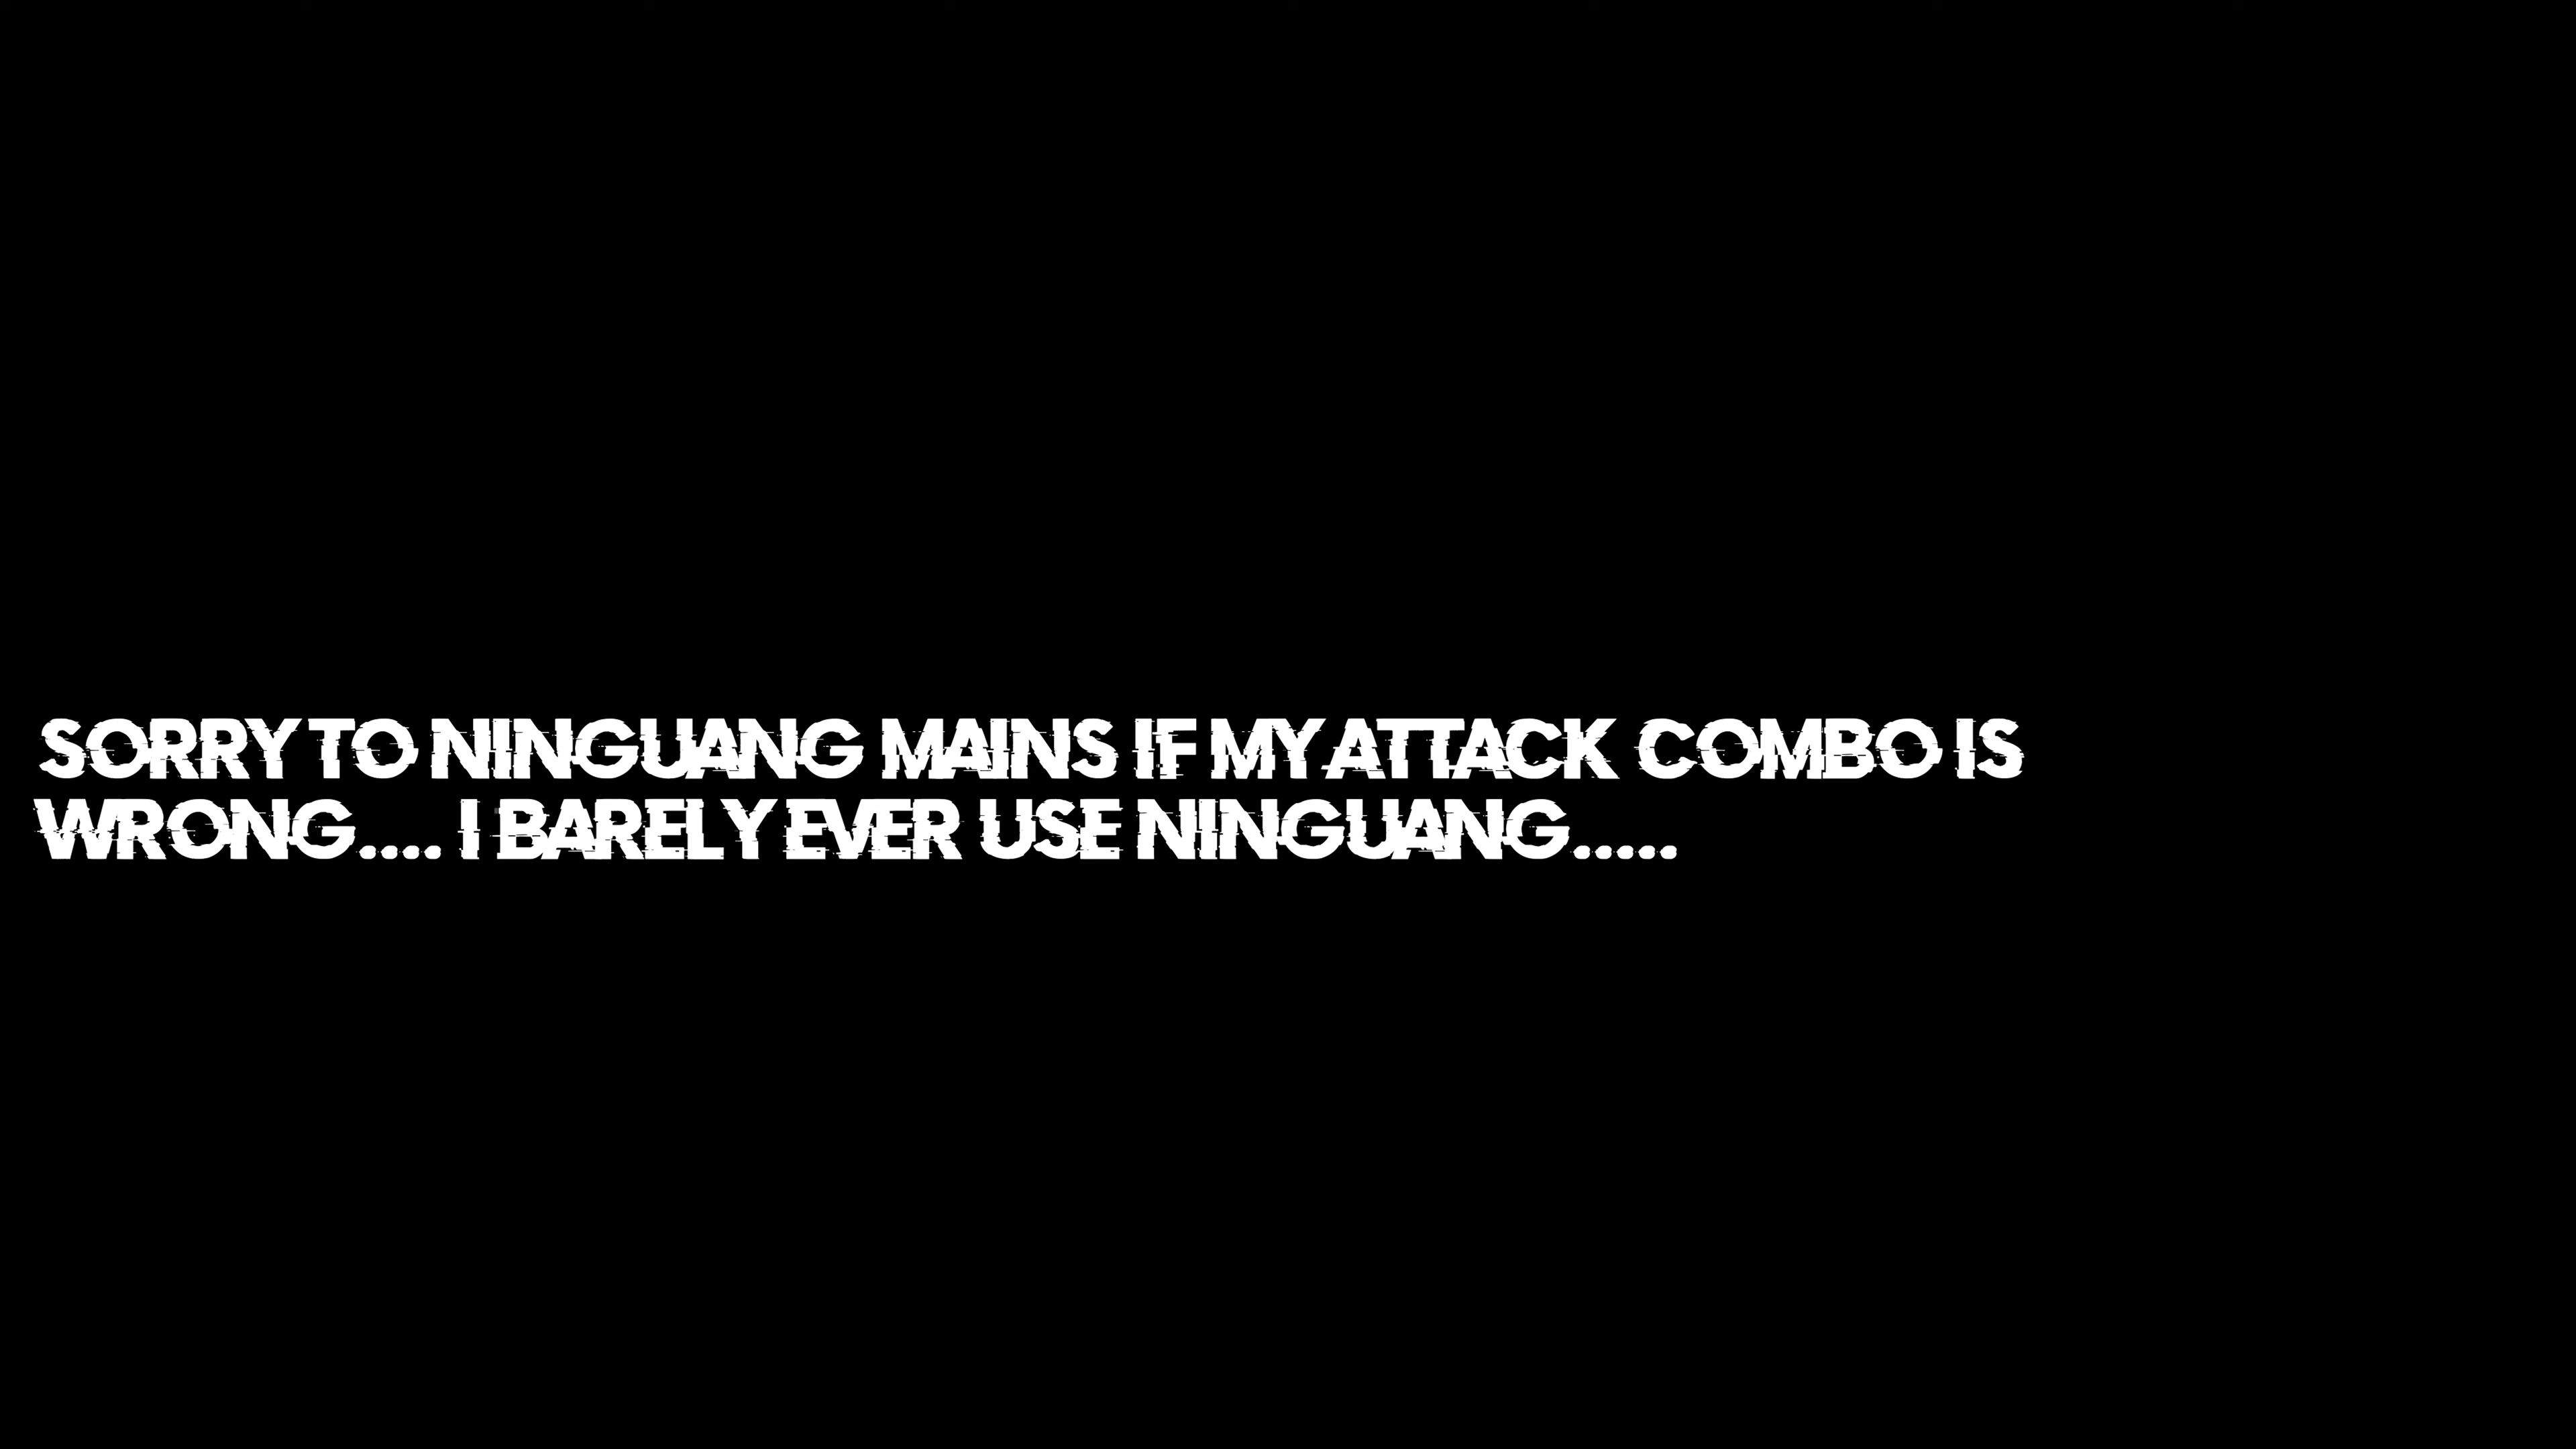 SORRY TO NINGUANG MAINS IF MY ATTACK COMBO IS
WRONG.... I BARELY EVER USE NINGUANG.....